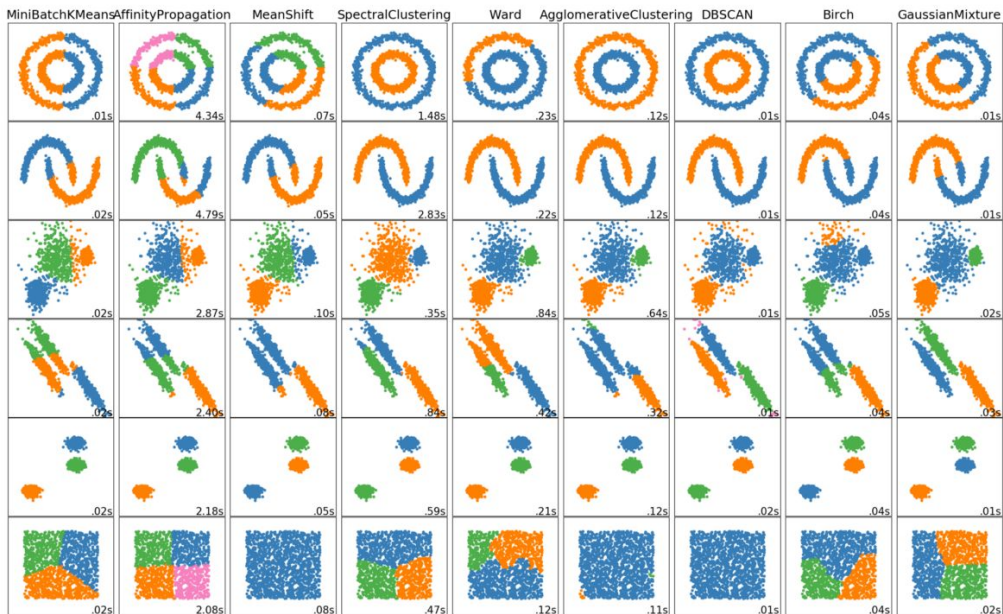 MiniBatchKMeans AffinityPropagation MeanShift SpectralClustering Ward AgglomerativeClustering DBSCAN Birch GaussianMixture
.01s 4.34s .07s 1.48s .23s .12s .01s .04s .01s
.02s 4.79s .05s 2.83s .22s .12s .01s .04s .01s
.02s 2.87s .10s .35s .84s .64s .01s .05s .02s
.02s 2.40s .08s .84s .42s .32s .01s .04s .03s
.02s 2.18s .05s .59s .21s .12s .02s .04s .01s
.02s 2.08s .08s .47s .12s .11s .01s .04s .02s